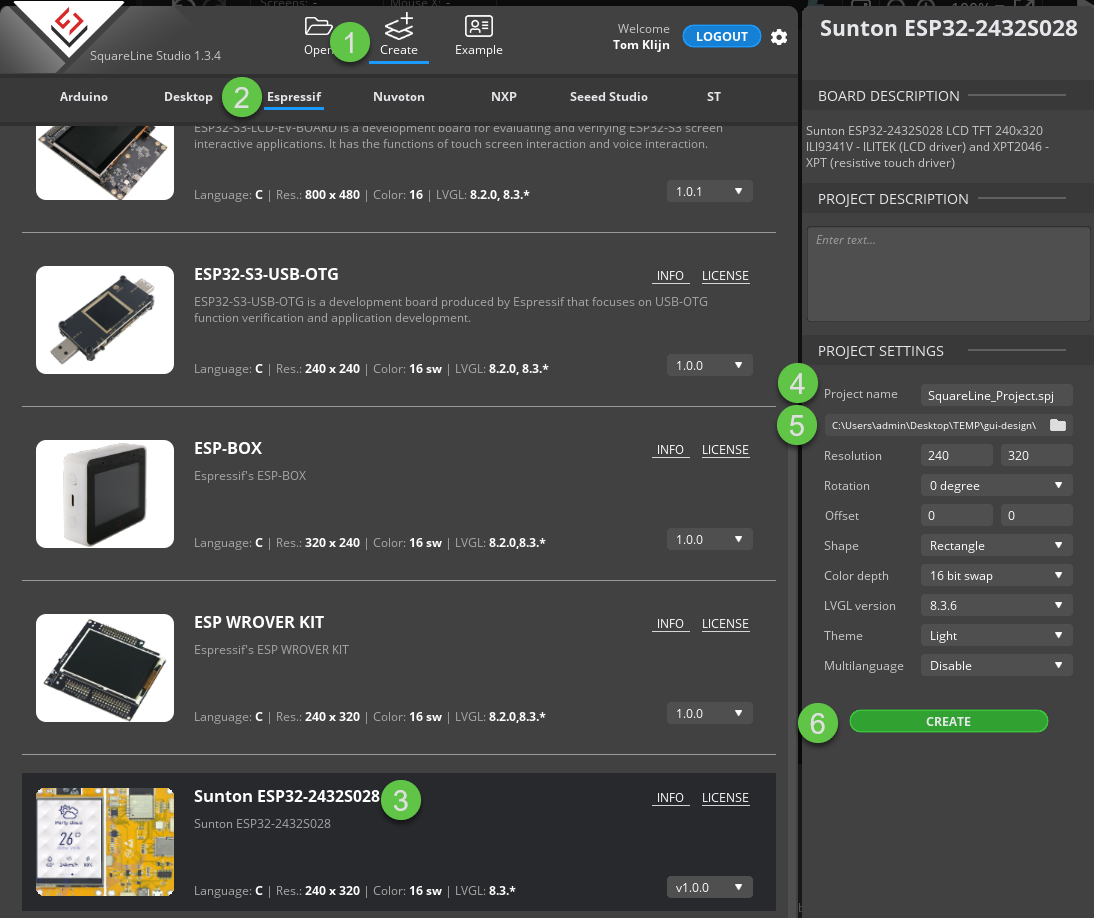 Screens: -
Mouse X: -
100%
SquareLine Studio 1.3.4
Open
1
Create
Example
Welcome
Tom Klijn
LOGOUT
Arduino
Desktop
2
Espressif
Nuvoton
NXP
Seeed Studio
ST
ESP32-S3-LCD-EV-BOARD is a development board for evaluating and verifying ESP32-S3 screen
interactive applications. It has the functions of touch screen interaction and voice interaction.
Language: C | Res.: 800 x 480 | Color: 16 | LVGL: 8.2.0, 8.3.*
1.0.1
ESP32-S3-USB-OTG
INFO LICENSE
ESP32-S3-USB-OTG is a development board produced by Espressif that focuses on USB-OTG
function verification and application development.
Language: C | Res.: 240 x 240 | Color: 16 sw | LVGL: 8.2.0, 8.3.*
1.0.0
ESP-BOX
INFO LICENSE
Espressif's ESP-BOX
Language: C | Res.: 320 x 240 | Color: 16 sw | LVGL: 8.2.0,8.3.*
1.0.0
ESP WROVER KIT
INFO LICENSE
Espressif's ESP WROVER KIT
Language: C | Res.: 240 x 320 | Color: 16 sw | LVGL: 8.2.0,8.3.*
1.0.0
Sunton ESP32-2432S028
3
INFO LICENSE
Sunton ESP32-2432S028
Partly cloud
26
Language: C | Res.: 240 x 320 | Color: 16 sw | LVGL: 8.3.*
v1.0.0
Sunton ESP32-2432S028
BOARD DESCRIPTION
Sunton ESP32-2432S028 LCD TFT 240x320
ILI9341V - ILITEK (LCD driver) and XPT2046 -
XPT (resistive touch driver)
PROJECT DESCRIPTION
Enter text...
PROJECT SETTINGS
4
Project name
SquareLine_Project.spj
5
C:\Users\admin\Desktop\TEMP\gui-design\
Resolution
240
320
Rotation
0 degree
Offset
0
0
Shape
Rectangle
Color depth
16 bit swap
LVGL version
8.3.6
Theme
Light
Multilanguage
Disable
6
CREATE